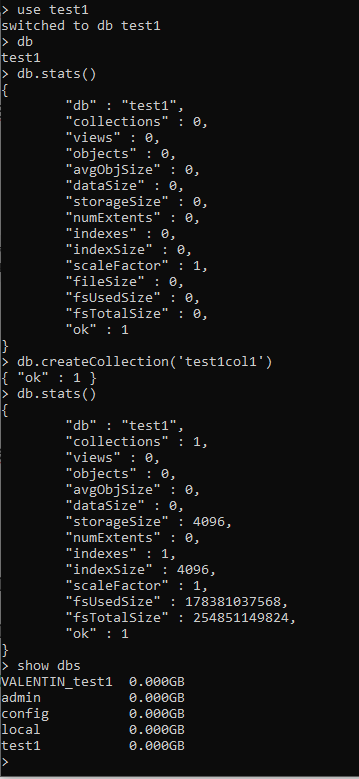 > use test1
switched to db test1
> db
test1
> db.stats()
{
        "db" : "test1",
        "collections" : 0,
        "views" : 0,
        "objects" : 0,
        "avgObjSize" : 0,
        "dataSize" : 0,
        "storageSize" : 0,
        "numExtents" : 0,
        "indexes" : 0,
        "indexSize" : 0,
        "scaleFactor" : 1,
        "fileSize" : 0,
        "fsUsedSize" : 0,
        "fsTotalSize" : 0,
        "ok" : 1
}
> db.createCollection('test1col1')
{ "ok" : 1 }
> db.stats()
{
        "db" : "test1",
        "collections" : 1,
        "views" : 0,
        "objects" : 0,
        "avgObjSize" : 0,
        "dataSize" : 0,
        "storageSize" : 4096,
        "numExtents" : 0,
        "indexes" : 1,
        "indexSize" : 4096,
        "scaleFactor" : 1,
        "fsUsedSize" : 178381037568,
        "fsTotalSize" : 254851149824,
        "ok" : 1
}
> show dbs
VALENTIN_test1  0.000GB
admin           0.000GB
config          0.000GB
local           0.000GB
test1           0.000GB
>